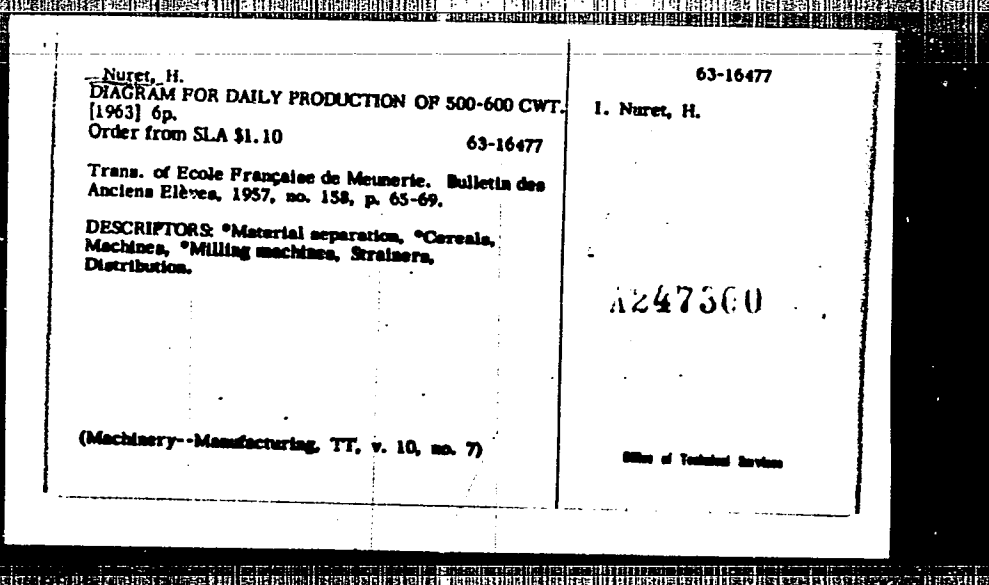 Nuret, H.
DIAGRAM FOR DAILY PRODUCTION OF 500-600 CWT.
[1963] 6p.
Order from SLA $1.10 63-16477
Trans. of Ecole Française de Meunerie. Bulletin des
Anciens Elèves, 1957, no. 158, p. 65-69.
DESCRIPTORS: *Material separation, *Cereals,
Machines, *Milling machines, Strainers,
Distribution.
(Machinery--Manufacturing, TT, v. 10, no. 7)
63-16477
I. Nuret, H.
A247360
Office of Technical Services